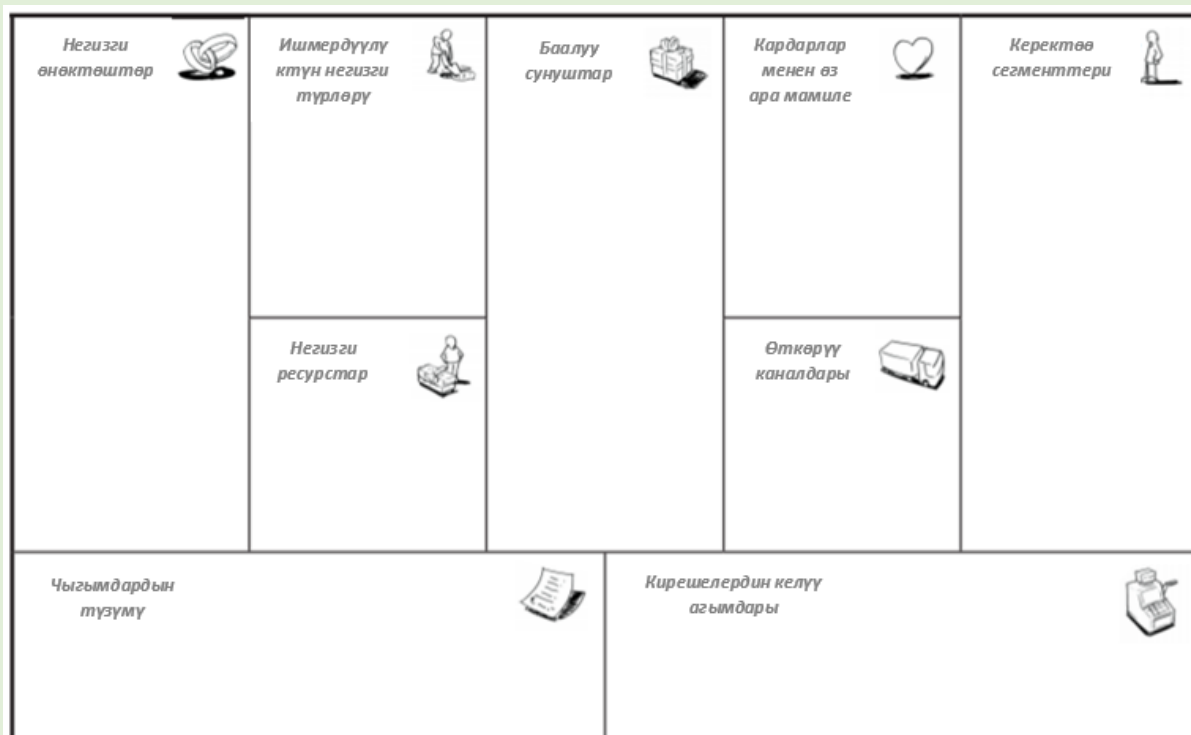 Негизги
өнөктөштөр
Ишмердүүлү
ктүн негизги
түрлөрү
Баалуу
сунуштар
Кардарлар
менен өз
ара мамиле
Керектөө
сегменттери
Негизги
ресурстар
Өткөрүү
каналдары
Чыгымдардын
түзүмү
Кирешелердин келүү
агымдары